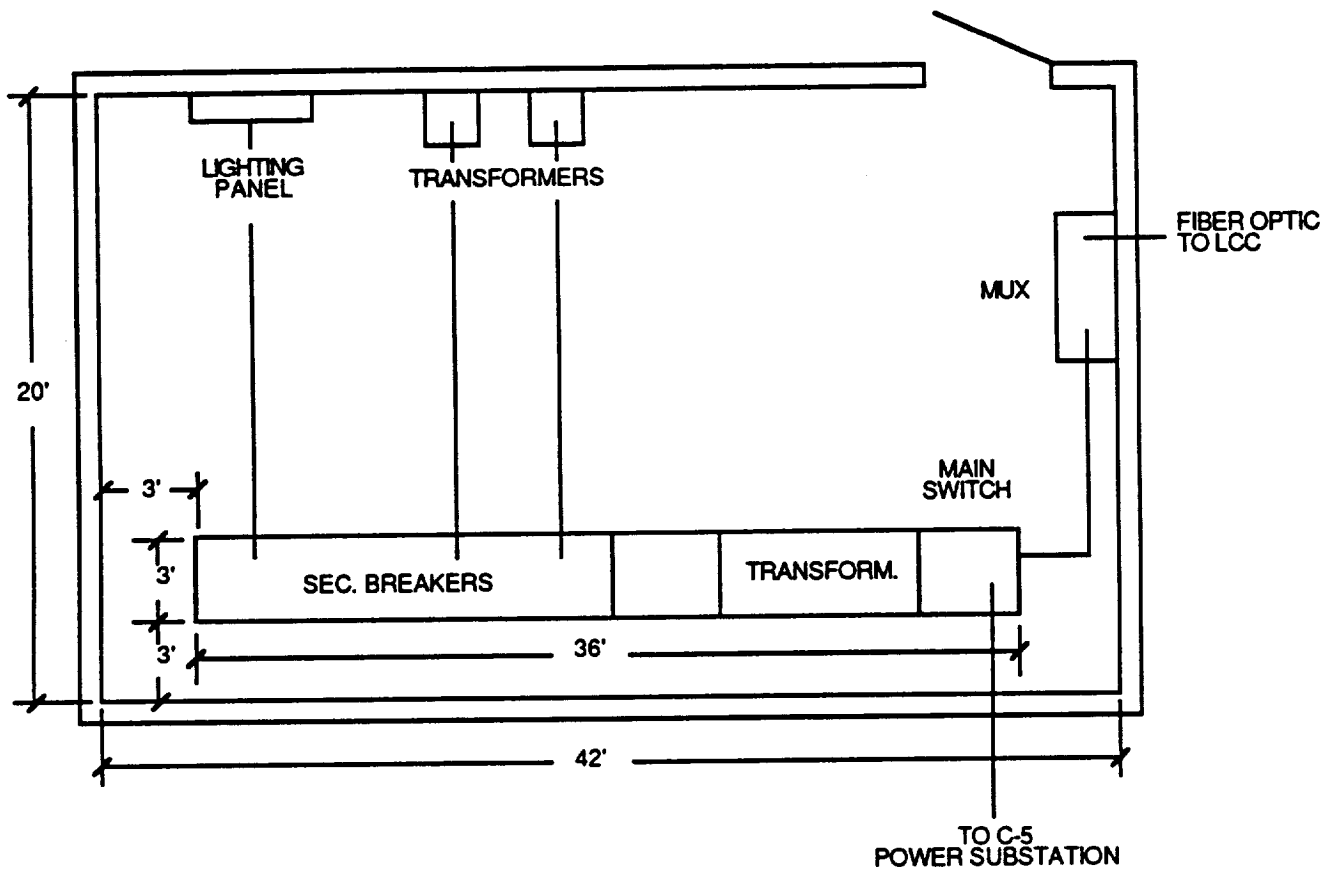 LIGHTING
PANEL
TRANSFORMERS
FIBER OPTIC
TO LCC
MUX
20'
3'
MAIN
SWITCH
3'
SEC. BREAKERS
TRANSFORM.
3'
36'
42'
TO C-5
POWER SUBSTATION